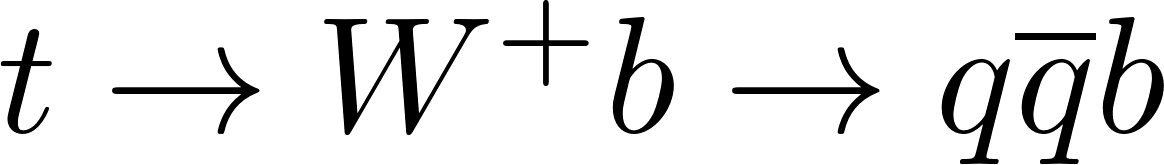 t → W⁺b → qq̅b